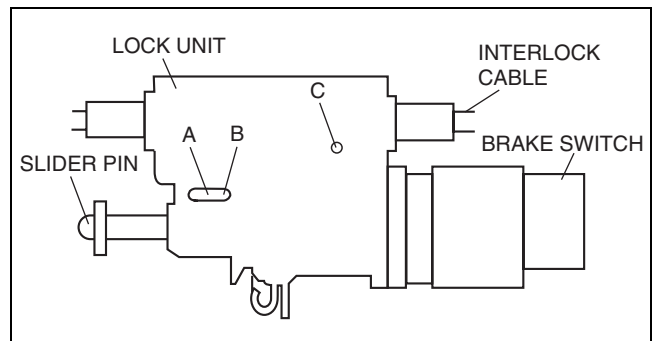 LOCK UNIT
INTERLOCK
CABLE
C
A B
BRAKE SWITCH
SLIDER PIN